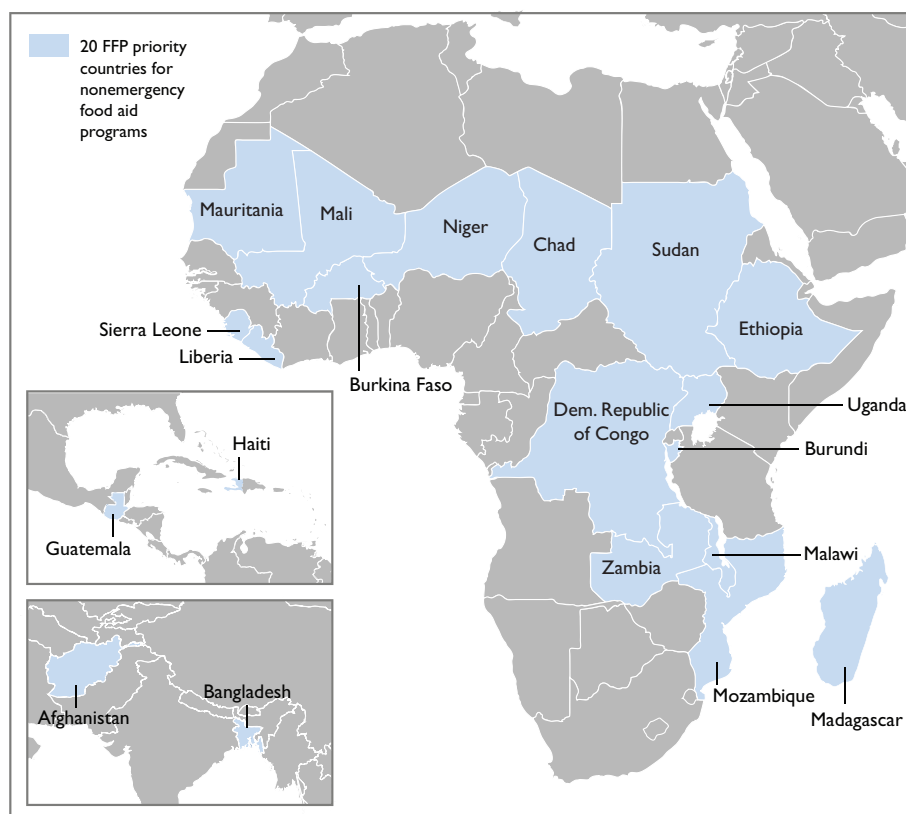 20 FFP priority
countries for
nonemergency
food aid
programs
Mauritania
Mali
Niger
Chad
Sudan
Ethiopia
Sierra Leone
Liberia
Burkina Faso
Dem. Republic
of Congo
Uganda
Burundi
Haiti
Guatemala
Malawi
Zambia
Bangladesh
Afghanistan
Mozambique
Madagascar